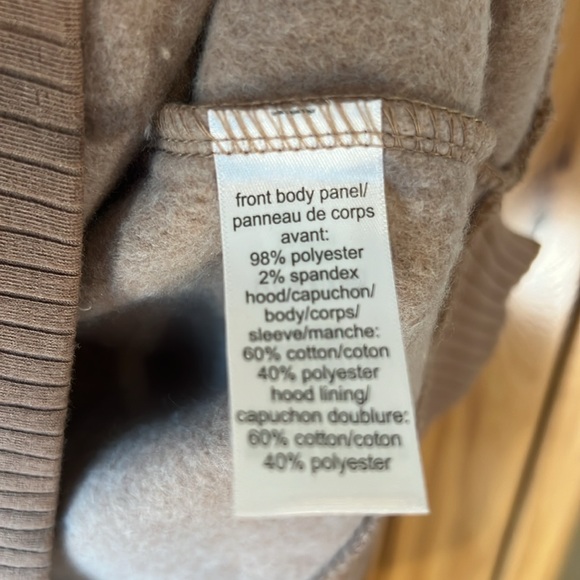 front body panel/
panneau de corps
avant:
98% polyester
2% spandex
hood/capuchon/
body/corps/
sleeve/manche:
60% cotton/coton
40% polyester
hood lining/
capuchon doublure:
60% cotton/coton
40% polyester